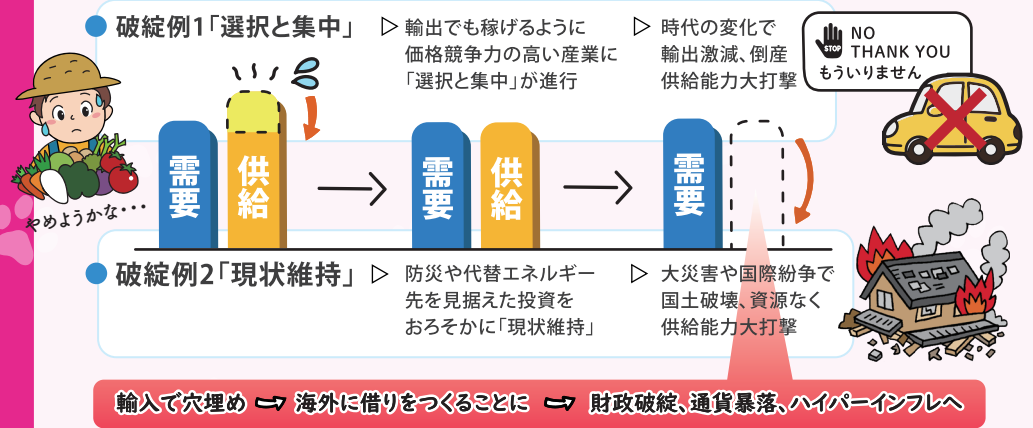 破綻例1「選択と集中」
▷ 輸出でも稼げるように
価格競争力の高い産業に
「選択と集中」が進行
▷ 時代の変化で
輸出激減、倒産
供給能力大打撃
STOP
NO
THANK YOU
もういりません
やめようかな・・・
需要
供給
需要
供給
需要
破綻例2「現状維持」
▷ 防災や代替エネルギー
先を見据えた投資を
おろそかに「現状維持」
▷ 大災害や国際紛争で
国土破壊、資源なく
供給能力大打撃
輸入で穴埋め → 海外に借りをつくることに → 財政破綻、通貨暴落、ハイパーインフレへ